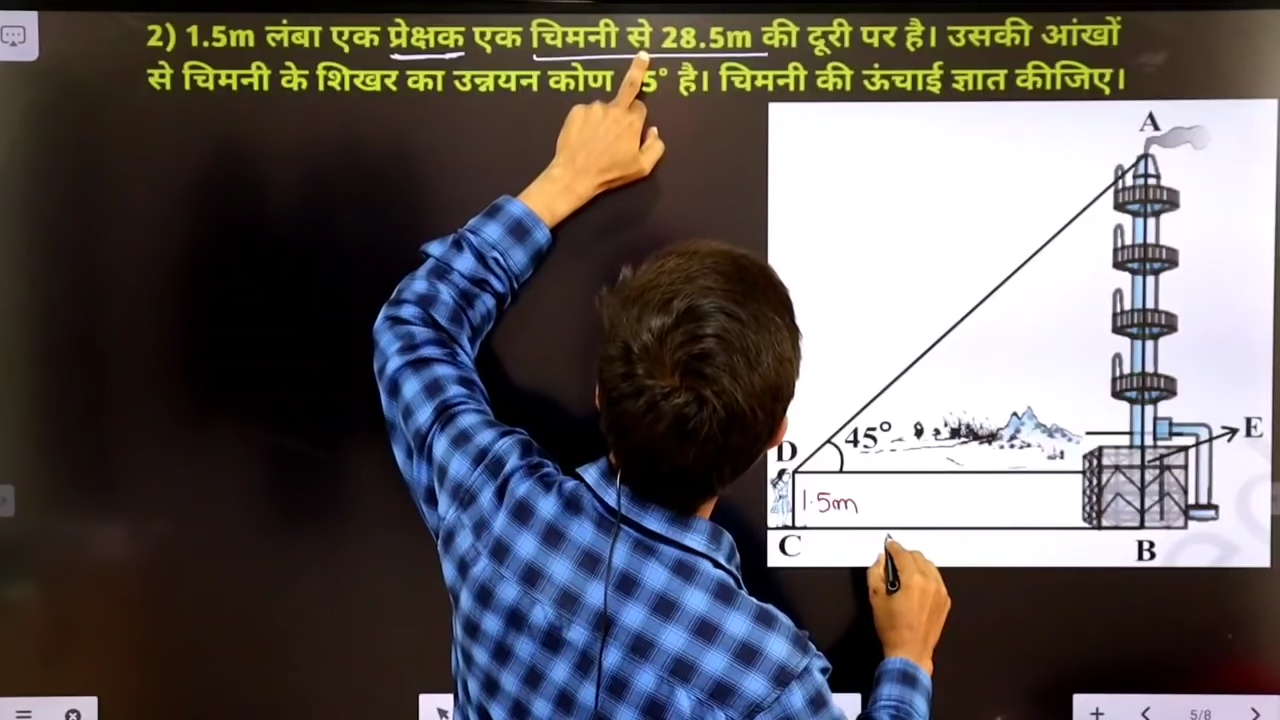 2) 1.5m लंबा एक प्रेक्षक एक चिमनी से 28.5m की दूरी पर है। उसकी आंखों
से चिमनी के शिखर का उन्नयन कोण 5° है। चिमनी की ऊंचाई ज्ञात कीजिए।
A
45°
E
D
1.5m
C
B
5/8